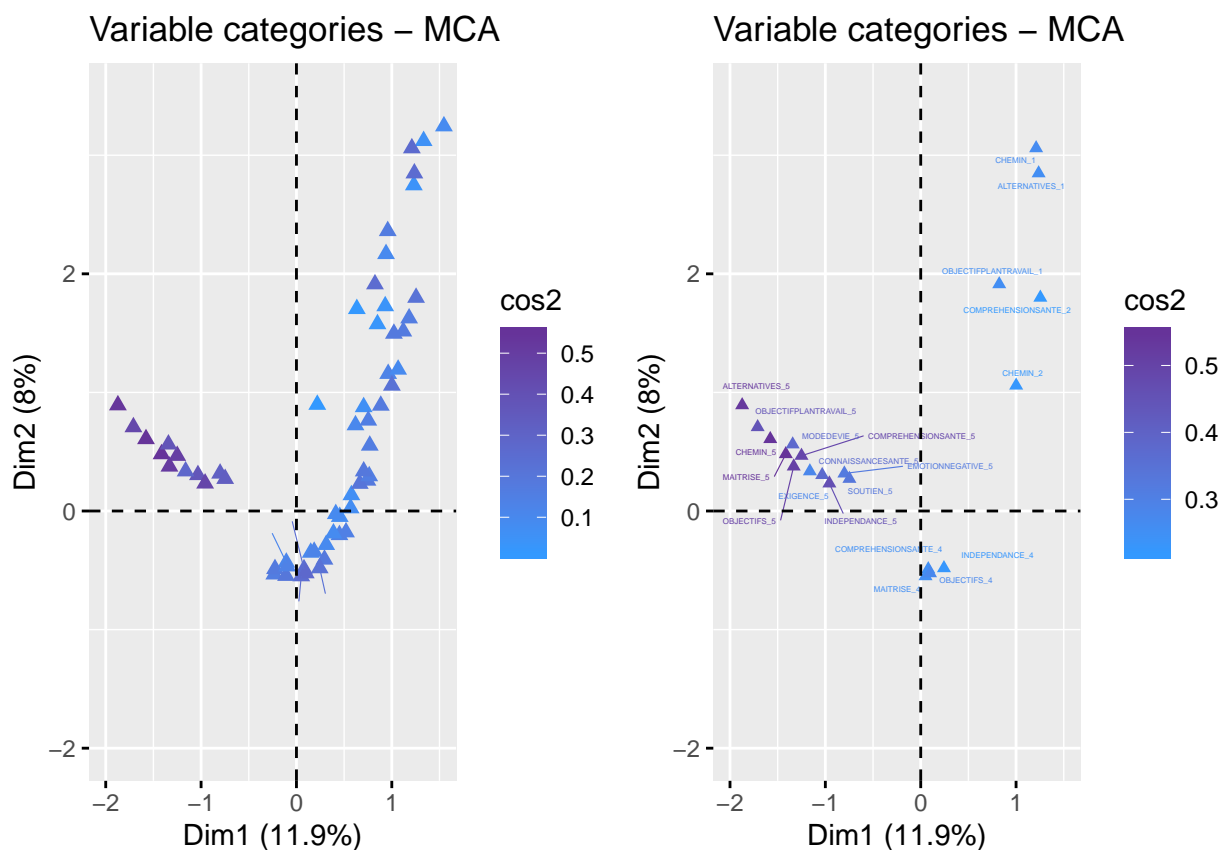 Variable categories – MCA
2
0
−2
−2
−1
0
1
Dim1 (11.9%)
Dim2 (8%)
cos2
0.5
0.4
0.3
0.2
0.1
Variable categories – MCA
CHEMIN_1
ALTERNATIVES_1
OBJECTIFPLANTRAVAIL_1
COMPREHENSIONSANTE_2
CHEMIN_2
ALTERNATIVES_5
OBJECTIFPLANTRAVAIL_5
MODEDEVIE_5
COMPREHENSIONSANTE_5
CHEMIN_5
CONNAISSANCESANTE_5
EMOTIONNEGATIVE_5
MAITRISE_5
EXIGENCE_5
SOUTIEN_5
OBJECTIFS_5
INDEPENDANCE_5
COMPREHENSIONSANTE_4
INDEPENDANCE_4
OBJECTIFS_4
MAITRISE_4
2
0
−2
−2
−1
0
1
Dim1 (11.9%)
Dim2 (8%)
cos2
0.5
0.4
0.3